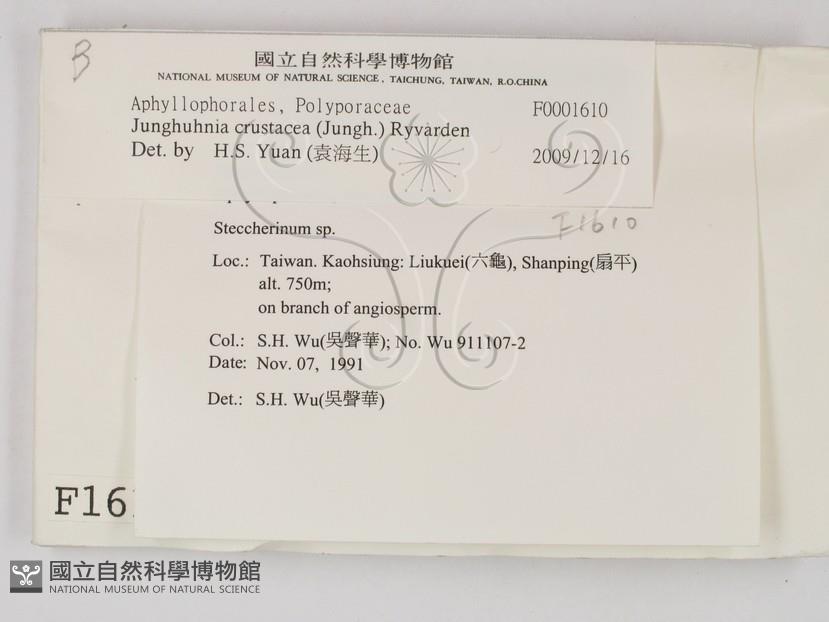 B
國立自然科學博物館
NATIONAL MUSEUM OF NATURAL SCIENCE, TAICHUNG, TAIWAN, R.O.CHINA
Aphyllophorales, Polyporaceae F0001610
Junghuhnia crustacea (Jungh.) Ryvarden
Det. by H.S. Yuan (袁海生) 2009/12/16
F1610
Steccherinum sp.
Loc.: Taiwan. Kaohsiung: Liukuei(六龜), Shanping(扇平)
alt. 750m;
on branch of angiosperm.
Col.: S.H. Wu(吳聲華); No. Wu 911107-2
Date: Nov. 07, 1991
Det.: S.H. Wu(吳聲華)
F16
國立自然科學博物館
NATIONAL MUSEUM OF NATURAL SCIENCE